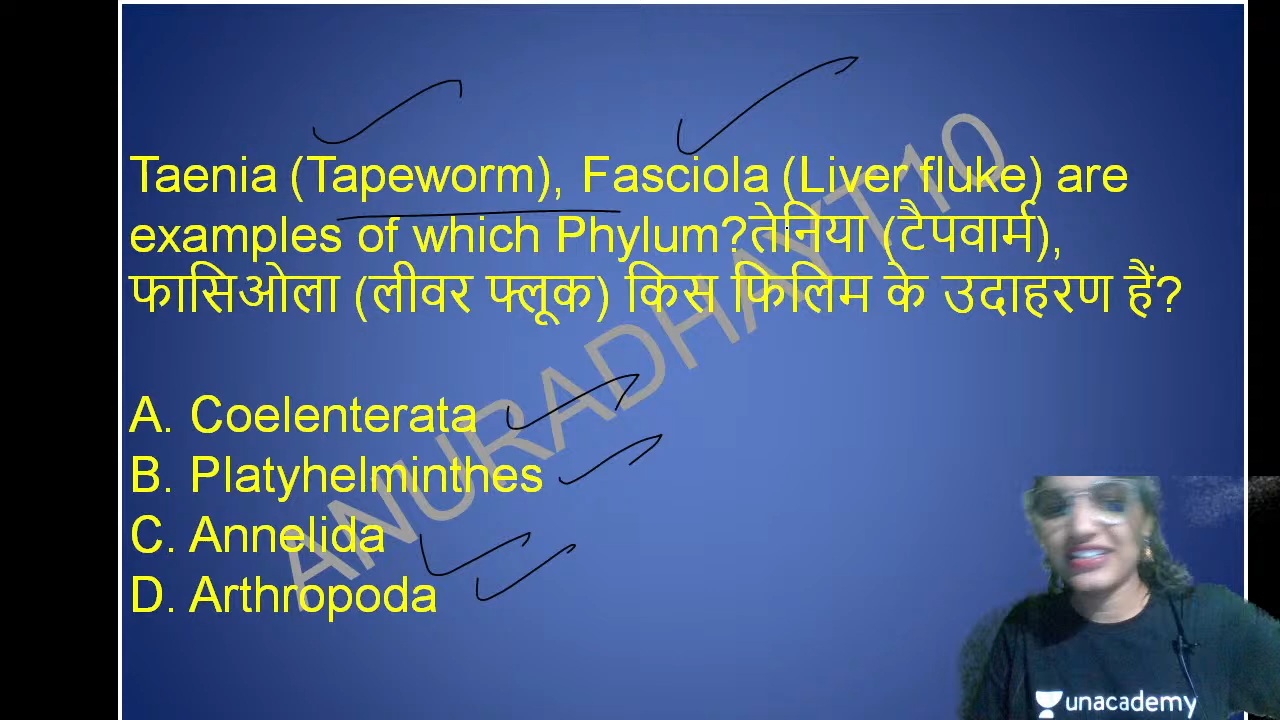 Taenia (Tapeworm), Fasciola (Liver fluke) are
examples of which Phylum?तेनिया (टैपवार्म),
फासिओला (लीवर फ्लूक) किस फिलिम के उदाहरण हैं?
A. Coelenterata
B. Platyhelminthes
C. Annelida
D. Arthropoda
ANURADHAYT10
unacademy